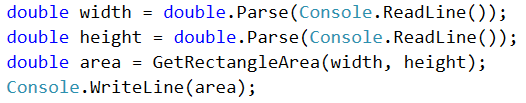 double width = double.Parse(Console.ReadLine());
double height = double.Parse(Console.ReadLine());
double area = GetRectangleArea(width, height);
Console.WriteLine(area);